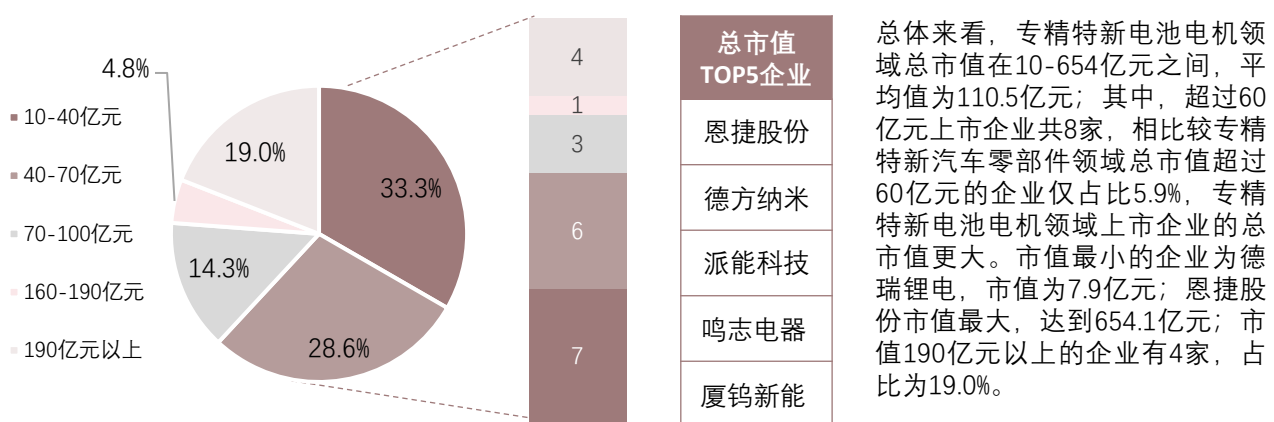 4.8%
10-40亿元
40-70亿元
70-100亿元
160-190亿元
190亿元以上
19.0%
33.3%
14.3%
28.6%
4
1
3
6
7
总市值
TOP5企业
恩捷股份
德方纳米
派能科技
鸣志电器
厦钨新能
总体来看，专精特新电池电机领
域总市值在10-654亿元之间，平
均值为110.5亿元；其中，超过60
亿元上市企业共8家，相比较专精
特新汽车零部件领域总市值超过
60亿元的企业仅占比5.9%，专精
特新电池电机领域上市企业的总
市值更大。市值最小的企业为德
瑞锂电，市值为7.9亿元；恩捷股
份市值最大，达到654.1亿元；市
值190亿元以上的企业有4家，占
比为19.0%。